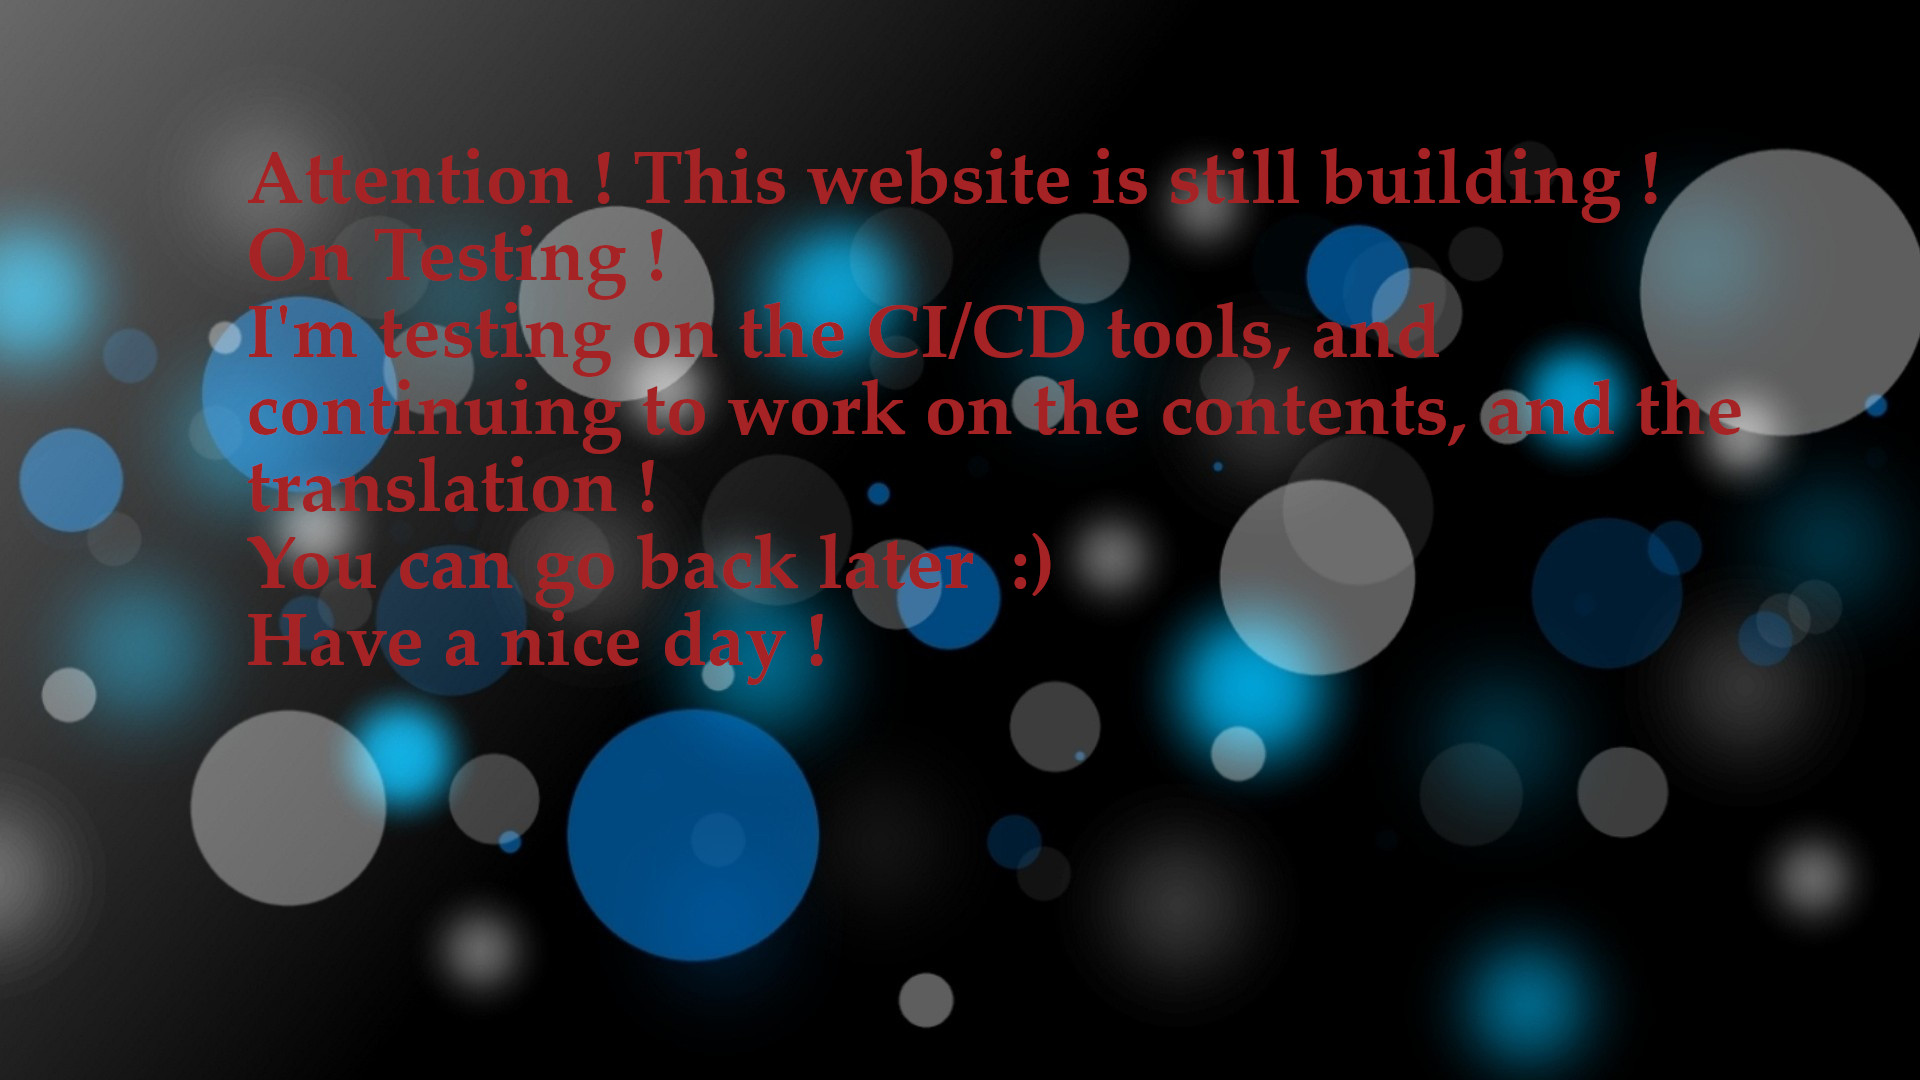 Attention ! This website is still building !
On Testing !
I'm testing on the CI/CD tools, and
continuing to work on the contents, and the
translation !
You can go back later  :)
Have a nice day !